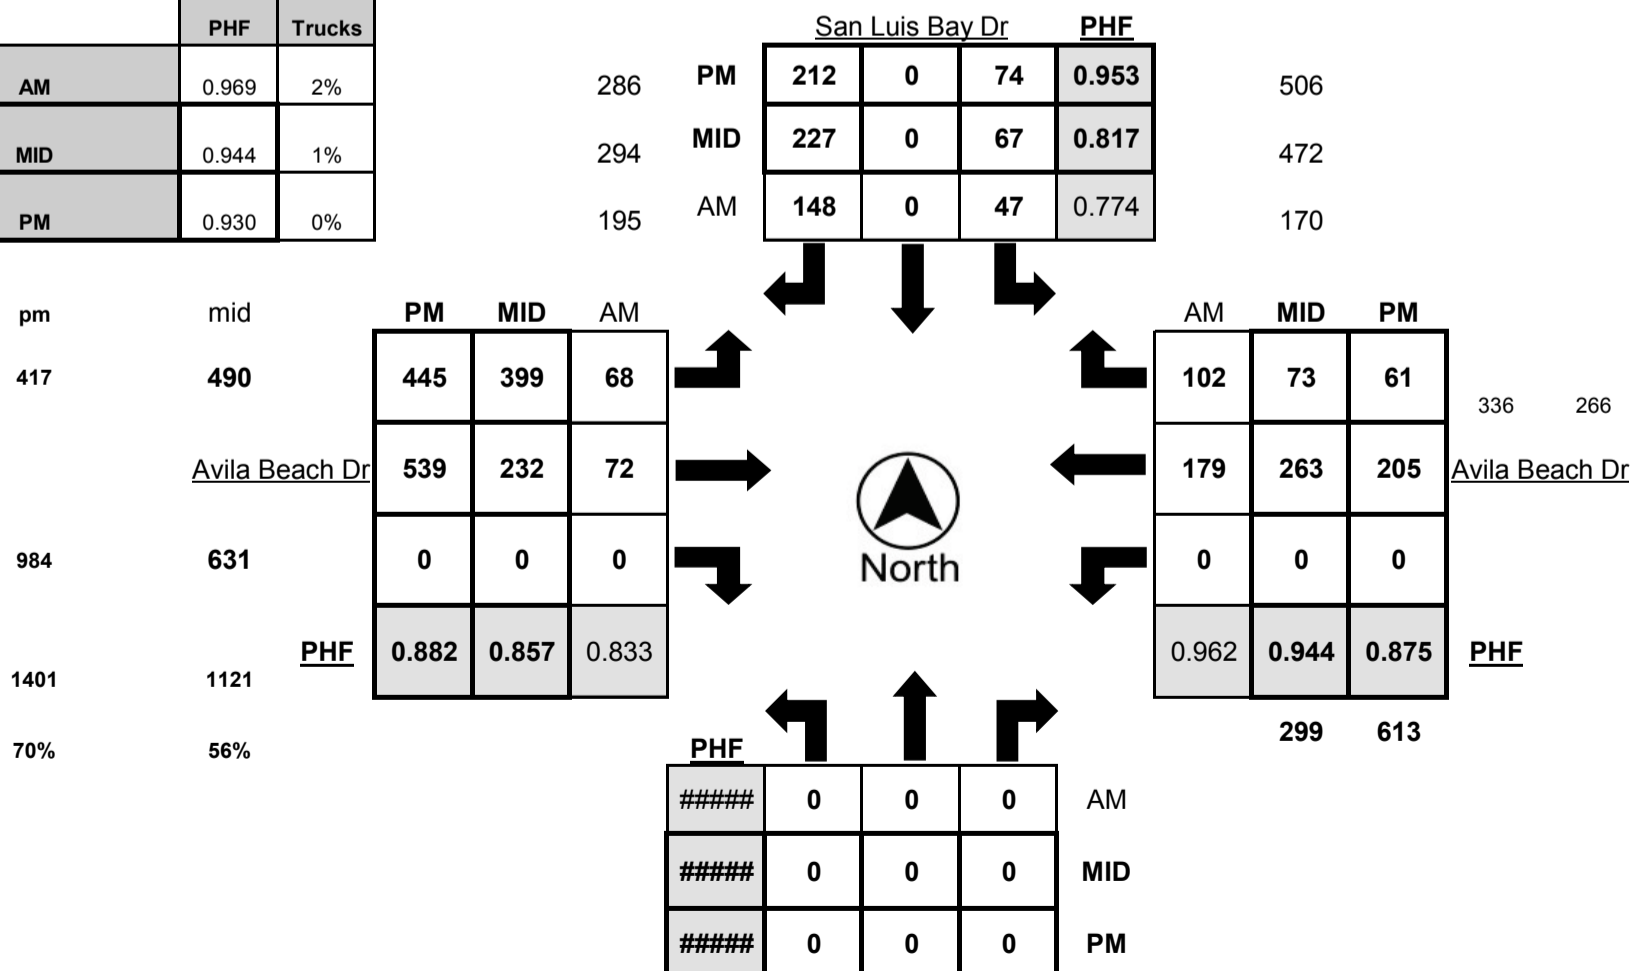 PHF Trucks
San Luis Bay Dr PHF
AM 0.969 2% 286 PM 212 0 74 0.953 506
MID 0.944 1% 294 MID 227 0 67 0.817 472
PM 0.930 0% 195 AM 148 0 47 0.774 170
pm mid PM MID AM AM MID PM
417 490 445 399 68 102 73 61
336 266
Avila Beach Dr 539 232 72 179 263 205 Avila Beach Dr
984 631 0 0 0 North 0 0 0
PHF 0.882 0.857 0.833 0.962 0.944 0.875 PHF
1401 1121
299 613
70% 56% PHF
##### 0 0 0 AM
##### 0 0 0 MID
##### 0 0 0 PM